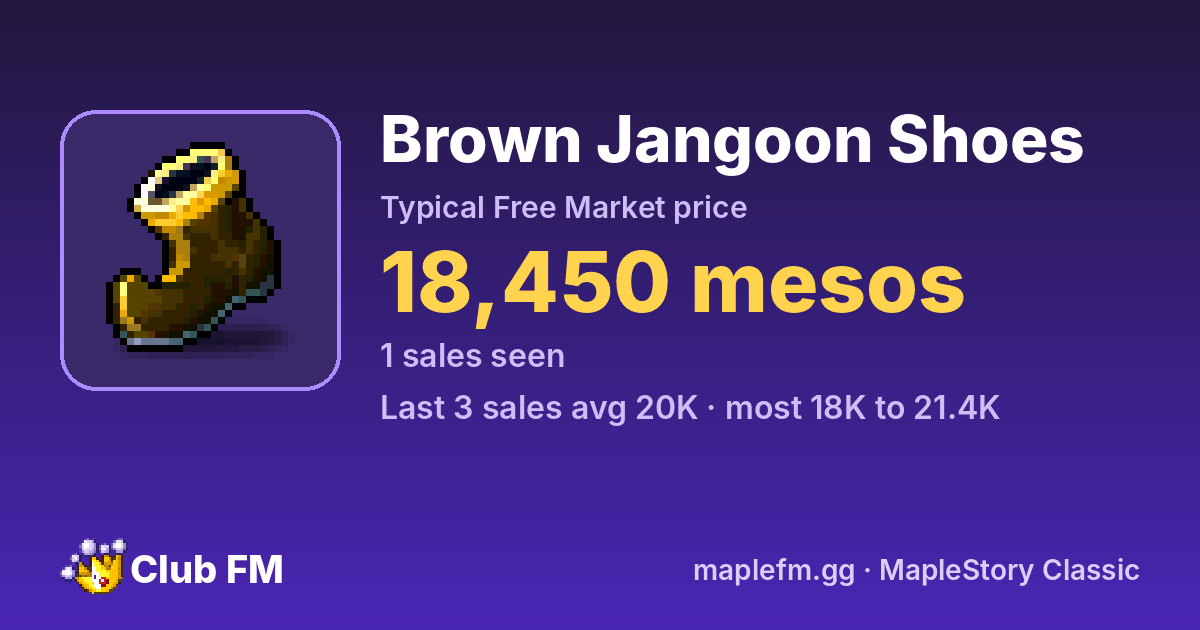 Brown Jangoon Shoes
Typical Free Market price
18,450 mesos
1 sales seen
Last 3 sales avg 20K · most 18K to 21.4K
Club FM
maplefm.gg · MapleStory Classic